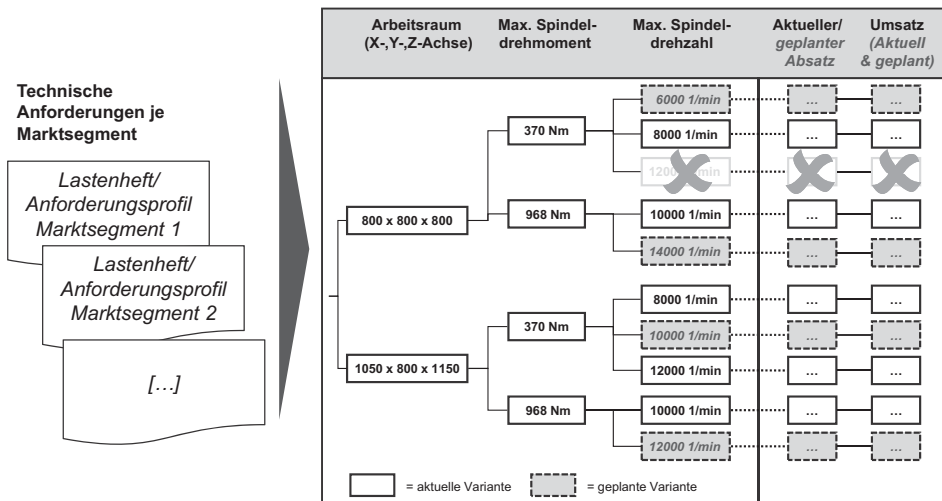 Technische
Anforderungen je
Marktsegment
Lastenheft/
Anforderungsprofil
Marktsegment 1
Lastenheft/
Anforderungsprofil
Marktsegment 2
[…]
Arbeitsraum
(X-,Y-,Z-Achse)
Max. Spindel-
drehmoment
Max. Spindel-
drehzahl
Aktueller/
geplanter
Absatz
Umsatz
(Aktuell
& geplant)
800 x 800 x 800
370 Nm
6000 1/min
...
...
8000 1/min
...
...
968 Nm
10000 1/min
...
...
14000 1/min
...
...
1050 x 800 x 1150
370 Nm
8000 1/min
...
...
10000 1/min
...
...
12000 1/min
...
...
968 Nm
10000 1/min
...
...
12000 1/min
...
...
= aktuelle Variante
= geplante Variante